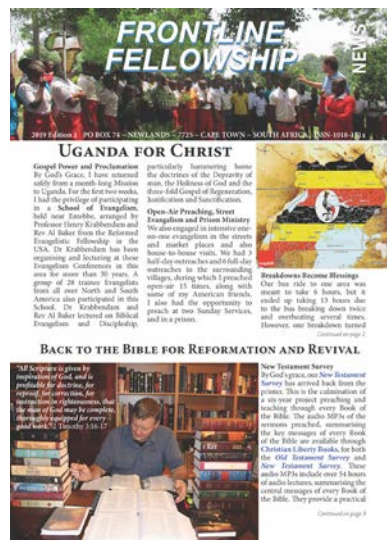 FRONTLINE
FELLOWSHIP
NEWS
2019 Edition 1   PO BOX 74 ~ NEWLANDS ~ 7725 ~ CAPE TOWN ~ SOUTH AFRICA   ISSN-1018-
UGANDA FOR CHRIST
Gospel Power and Proclamation
By God's Grace, I have returned
safely from a month-long Mission
to Uganda. For the first two weeks,
I had the privilege of participating
in a School of Evangelism,
held near Entebbe, arranged by
Professor Henry Krabbendam and
Rev Al Baker from the Reformed
Evangelistic Fellowship in the
USA. Dr Krabbendam has been
organising and lecturing at these
Evangelism Conferences in this
area for more than 30 years. A
group of 28 trainee Evangelists
from all over North and South
America also participated in this
School. Dr Krabbendam and
Rev Al Baker lectured on Biblical
Evangelism and Discipleship,
particularly hammering home
the doctrines of the Depravity of
man, the Holiness of God and the
three-fold Gospel of Regeneration,
Justification and Sanctification.
Open-Air Preaching, Street
Evangelism and Prison Ministry
We also engaged in intensive one-
on-one evangelism in the streets
and market places and also
house-to-house visits. We had 3
half-day outreaches and 6 full-day
outreaches in the surrounding
villages, during which I preached
open-air 15 times, along with
some of my American friends.
I also had the opportunity to
preach at two Sunday Services,
and in a prison.
Breakdowns Become Blessings
Our bus ride to one area was
meant to take 6 hours, but it
ended up taking 13 hours due
to the bus breaking down twice
and overheating several times.
However, one breakdown turned
Continued on page 2
BACK TO THE BIBLE FOR REFORMATION AND REVIVAL
"All Scripture is given by
inspiration of God, and is
profitable for doctrine, for
reproof, for correction, for
instruction in righteousness, that
the man of God may be complete,
thoroughly equipped for every
good work." 2 Timothy 3:16-17
New Testament Survey
By God's grace, our New Testament
Survey has arrived back from the
printer. This is the culmination of
a six year project preaching and
teaching through every Book of
the Bible. The audio MP3s of the
sermons preached, summarising
the key messages of every Book
of the Bible are available through
Christian Liberty Books, for both
the Old Testament Survey and
New Testament Survey. These
audio MP3s include over 54 hours
of audio-lectures, summarising the
central messages of every Book of
the Bible. They provide a practical
Continued on page 8